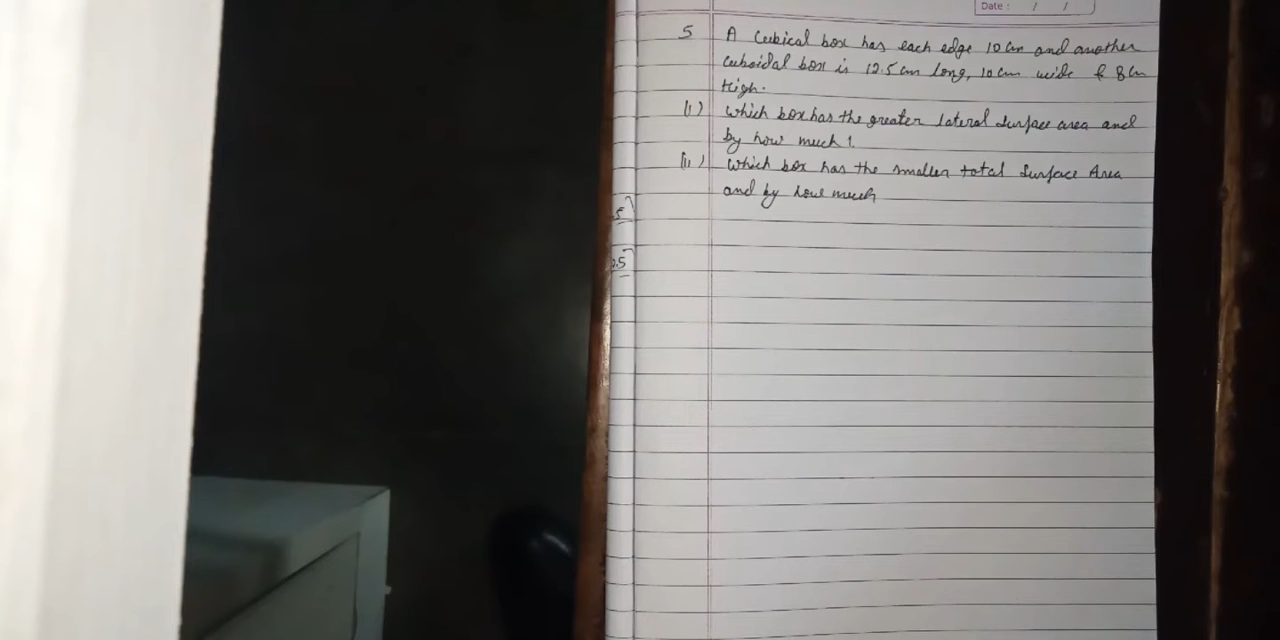 Date : / /
5 A Cubical box has each edge 10 cm and another
cuboidal box is 12.5 cm long, 10 cm wide & 8 cm
high.
(i) which box has the greater lateral surface area and
by how much ?
(ii) which box has the smaller total Surface Area
and by how much
5
2.5